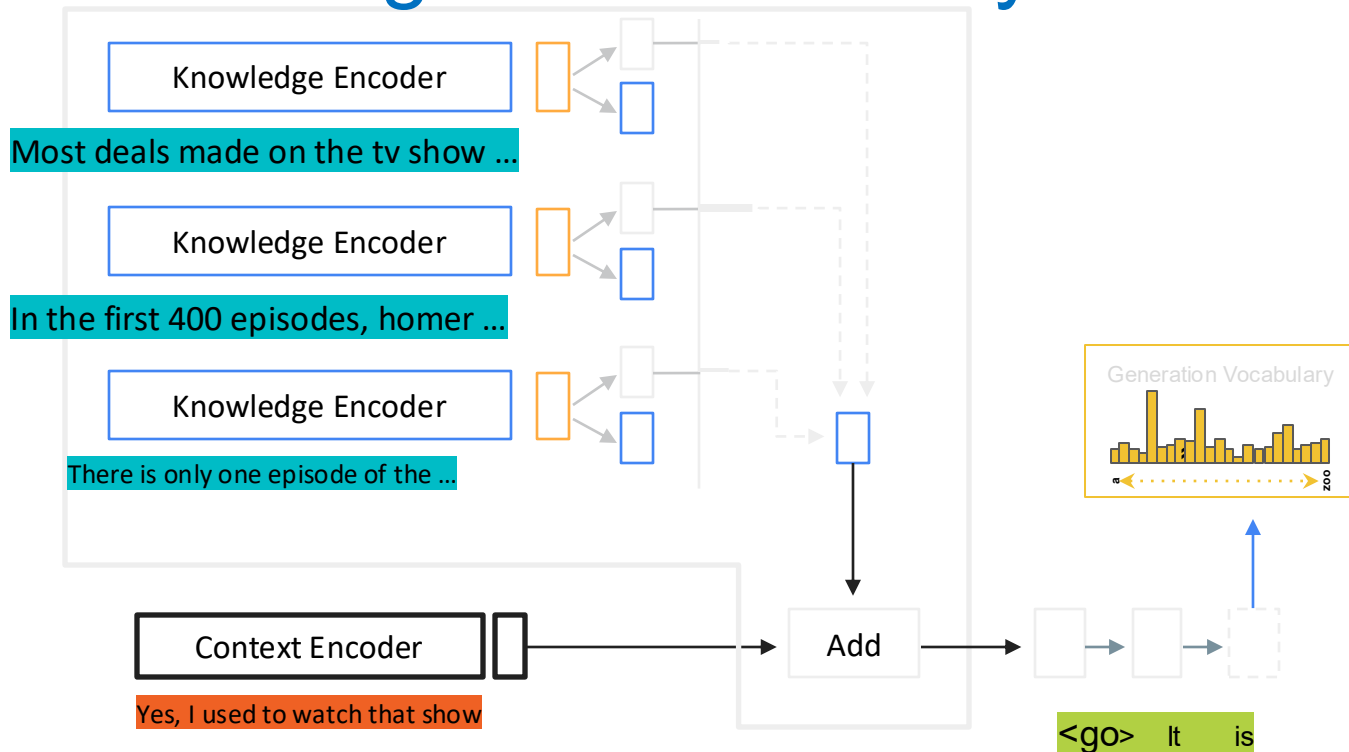 Knowledge Encoder
Most deals made on the tv show ...
Knowledge Encoder
In the first 400 episodes, homer ...
Knowledge Encoder
There is only one episode of the ...
Generation Vocabulary
a
zoo
Context Encoder
Add
Yes, I used to watch that show
<go> It is